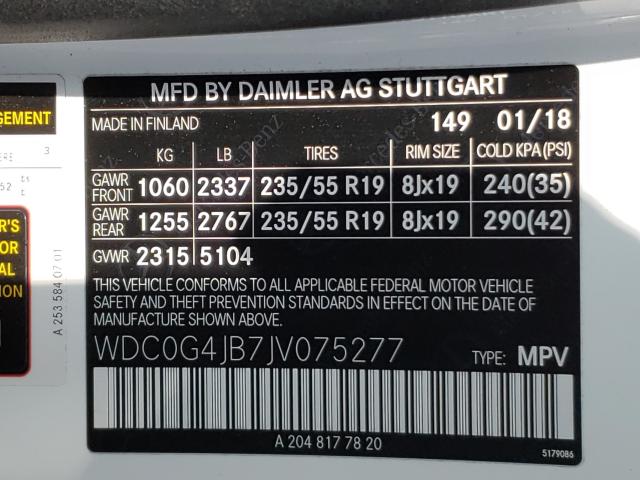 MFD BY DAIMLER AG STUTTGART
MADE IN FINLAND 149 01/18
KG LB TIRES RIM SIZE COLD KPA(PSI)
GAWR FRONT 1060 2337 235/55 R19 8Jx19 240(35)
GAWR REAR 1255 2767 235/55 R19 8Jx19 290(42)
GVWR 2315 5104
THIS VEHICLE CONFORMS TO ALL APPLICABLE FEDERAL MOTOR VEHICLE
SAFETY AND THEFT PREVENTION STANDARDS IN EFFECT ON THE DATE OF
MANUFACTURE SHOWN ABOVE.
WDC0G4JB7JV075277 TYPE: MPV
A 204 817 78 20
5179086
A 253 584 07 01
3